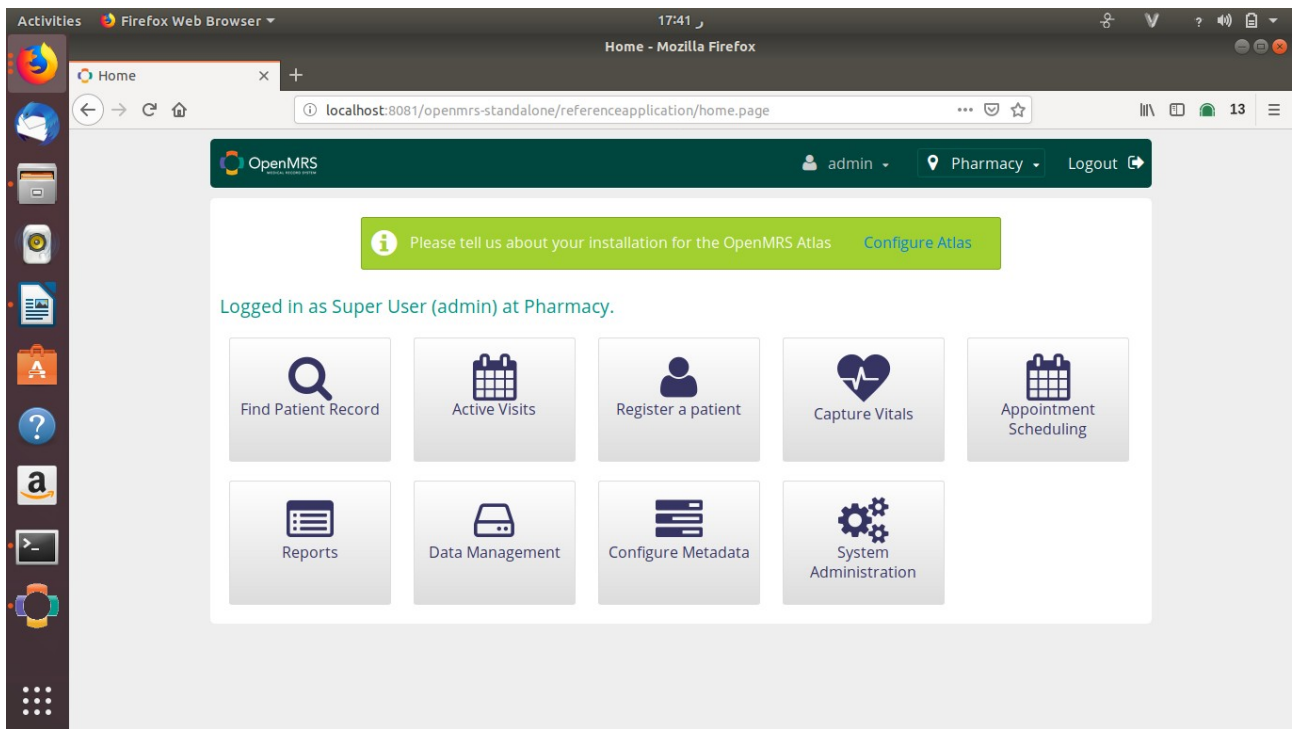 Activities Firefox Web Browser 17:41 ر ?
Home - Mozilla Firefox
Home
localhost:8081/openmrs-standalone/referenceapplication/home.page 13
OpenMRS admin Pharmacy Logout
MEDICAL RECORD SYSTEM
Please tell us about your installation for the OpenMRS Atlas Configure Atlas
Logged in as Super User (admin) at Pharmacy.
Find Patient Record Active Visits Register a patient Capture Vitals Appointment
Scheduling
Reports Data Management Configure Metadata System
Administration